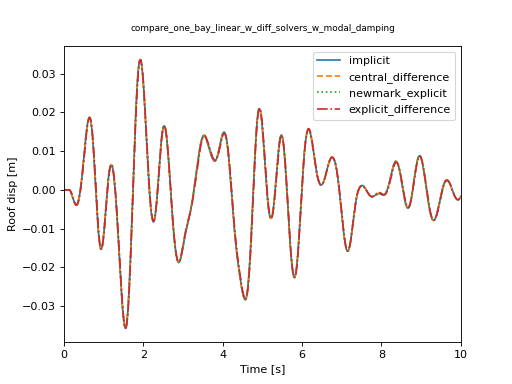 compare_one_bay_linear_w_diff_solvers_w_modal_damping
implicit
central_difference
newmark_explicit
explicit_difference
0.03
0.02
0.01
0.00
−0.01
−0.02
−0.03
Roof disp [m]
0 2 4 6 8 10
Time [s]